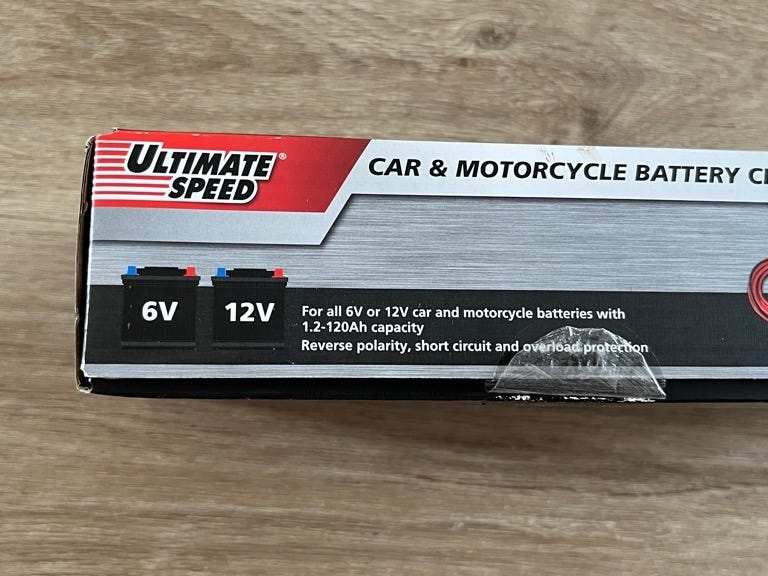 ULTIMATE
SPEED®
CAR & MOTORCYCLE BATTERY
6V
12V
For all 6V or 12V car and motorcycle batteries with
1.2-120Ah capacity
Reverse polarity, short circuit and overload protection